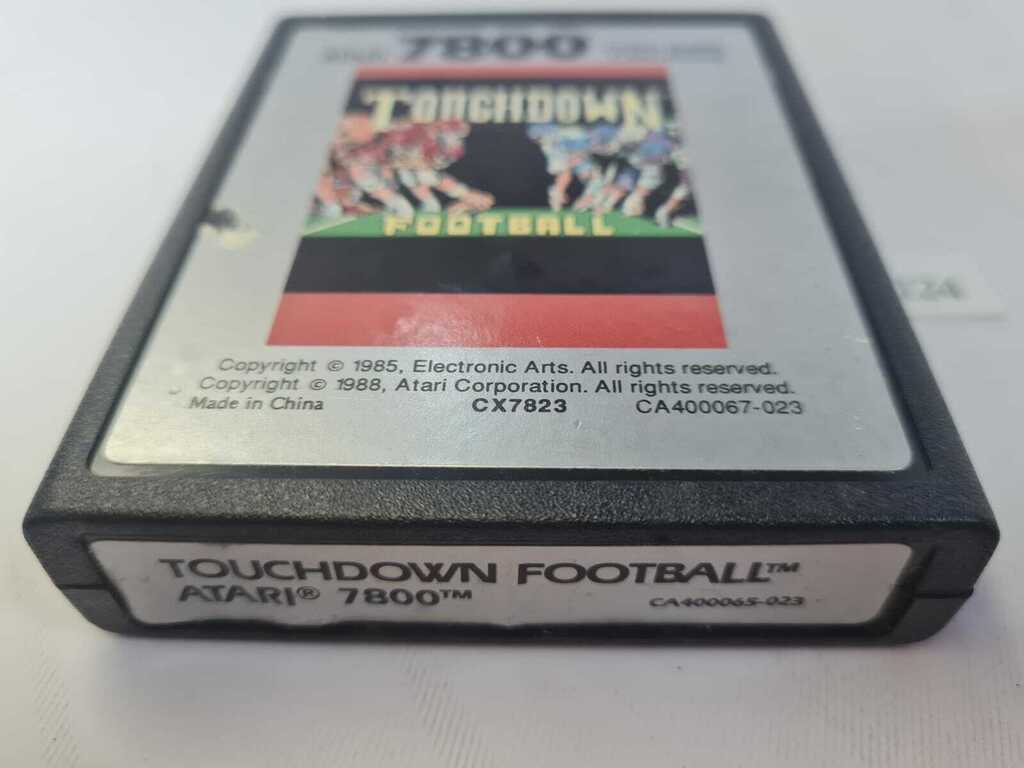 7800
TOUCHDOWN
FOOTBALL
Copyright © 1985, Electronic Arts. All rights reserved.
Copyright © 1988, Atari Corporation. All rights reserved.
Made in China CX7823 CA400067-023
TOUCHDOWN FOOTBALL™
ATARI® 7800™ CA400065-023